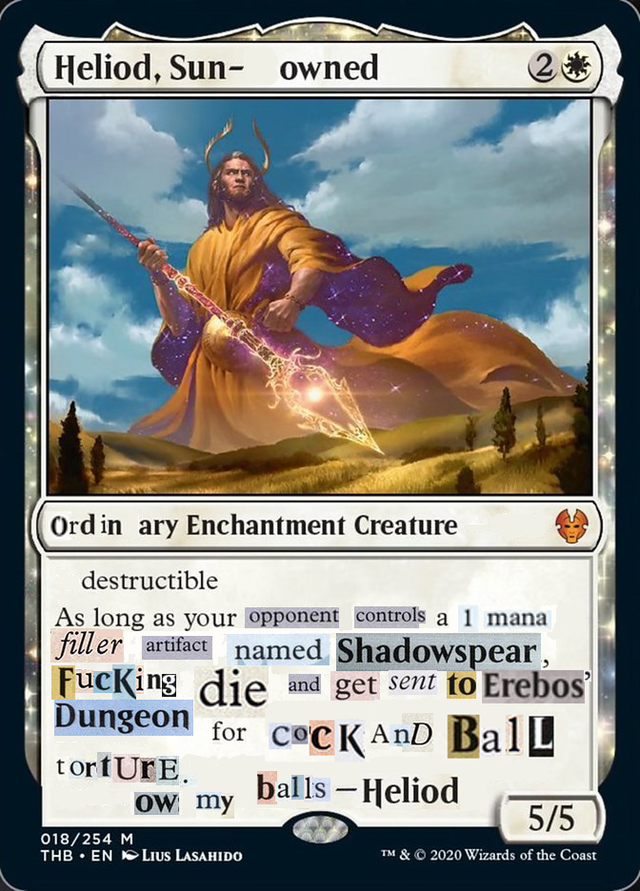 Heliod, Sun- owned 2
Ordin ary Enchantment Creature
destructible
As long as your opponent controls a 1 mana
filler artifact named Shadowspear,
FucKing die and get sent to Erebos'
Dungeon for cocK AnD BalL
tortUrE.
ow my balls – Heliod
5/5
018/254 M
THB • EN Lius Lasahido
™ & © 2020 Wizards of the Coast